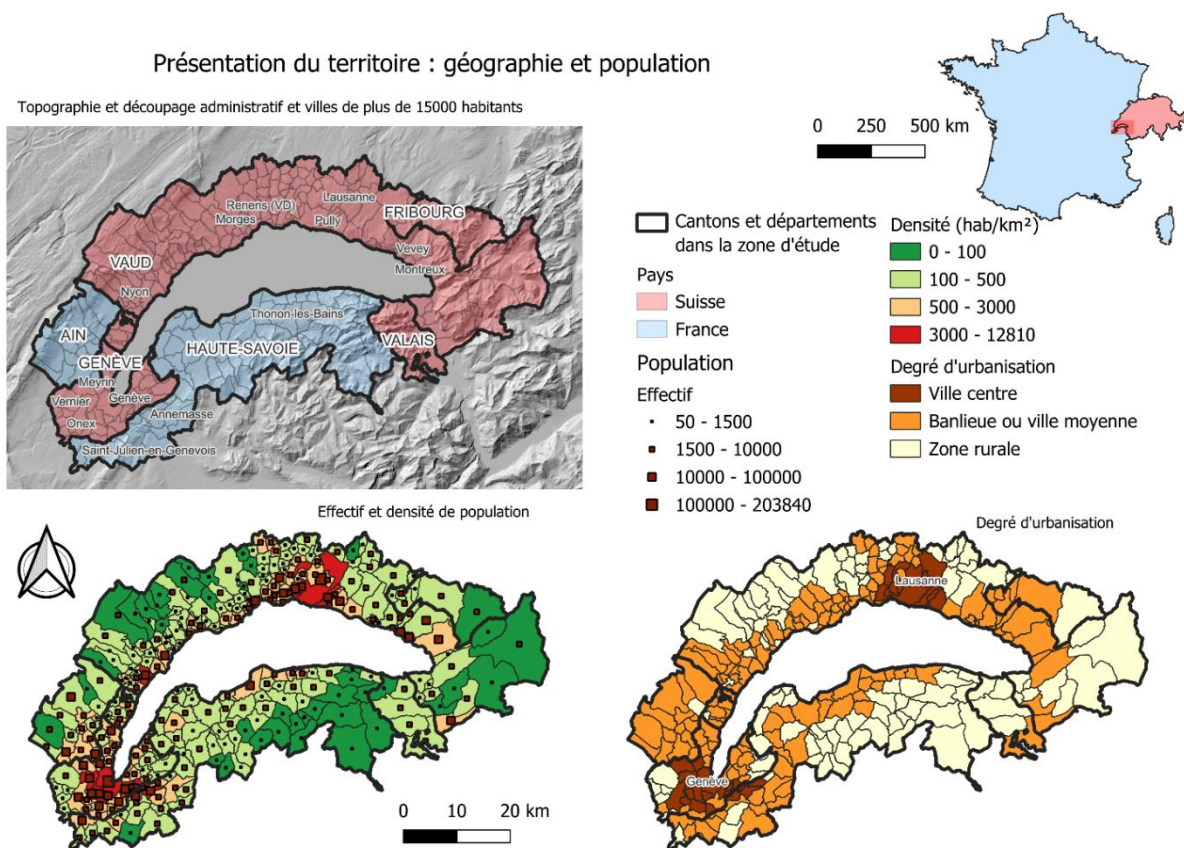 Présentation du territoire : géographie et population
Topographie et découpage administratif et villes de plus de 15000 habitants
0 250 500 km
Lausanne
Renens (VD)
Morges
Pully
FRIBOURG
Vevey
Montreux
VAUD
Nyon
Thonon-les-Bains
AIN
HAUTE-SAVOIE
VALAIS
GENÈVE
Meyrin
Vernier
Genève
Annemasse
Onex
Saint-Julien-en-Genevois
Cantons et départements
dans la zone d'étude
Pays
Suisse
France
Population
Effectif
50 - 1500
1500 - 10000
10000 - 100000
100000 - 203840
Densité (hab/km²)
0 - 100
100 - 500
500 - 3000
3000 - 12810
Degré d'urbanisation
Ville centre
Banlieue ou ville moyenne
Zone rurale
Effectif et densité de population
0 10 20 km
Degré d'urbanisation
Lausanne
Genève